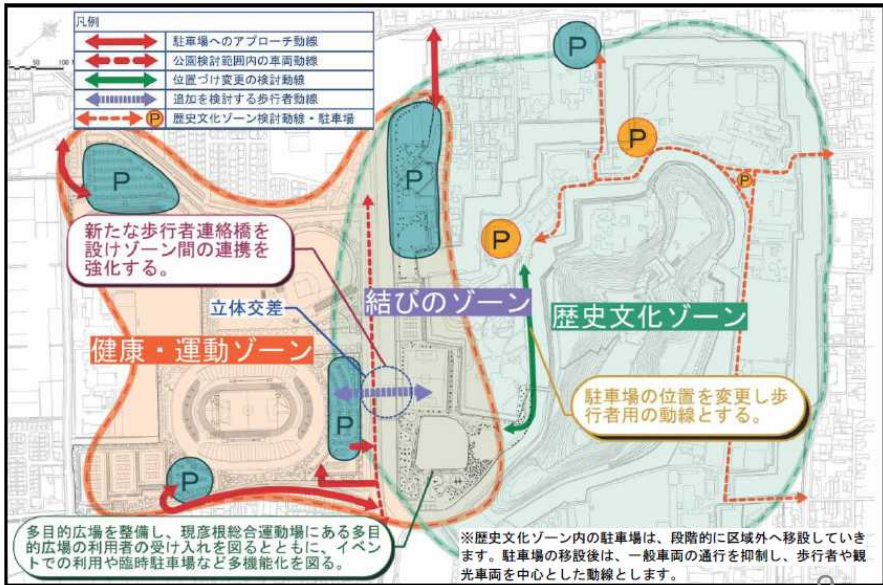 凡例
駐車場へのアプローチ動線
公園検討範囲内の車両動線
位置づけ変更の検討動線
追加を検討する歩行者動線
P 歴史文化ゾーン検討動線・駐車場
0 50 100
P
P
P
P
P
P
新たな歩行者連絡橋を
設けゾーン間の連携を
強化する。
立体交差
結びのゾーン
歴史文化ゾーン
健康・運動ゾーン
駐車場の位置を変更し歩
行者用の動線とする。
P
P
多目的広場を整備し、現彦根総合運動場にある多目
的広場の利用者の受け入れを図るとともに、イベン
トでの利用や臨時駐車場など多機能化を図る。
※歴史文化ゾーン内の駐車場は、段階的に区域外へ移設していき
ます。駐車場の移設後は、一般車両の通行を抑制し、歩行者や観
光車両を中心とした動線とします。